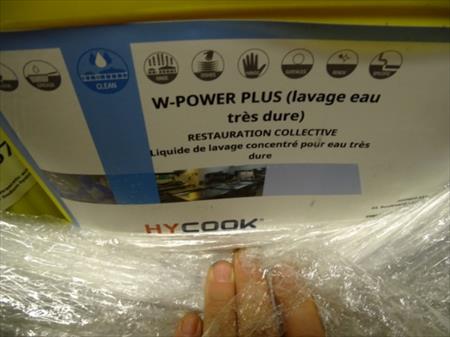 CLEAN
W-POWER PLUS (lavage eau
très dure)
RESTAURATION COLLECTIVE
Liquide de lavage concentré pour eau très
dure
HYCOOK